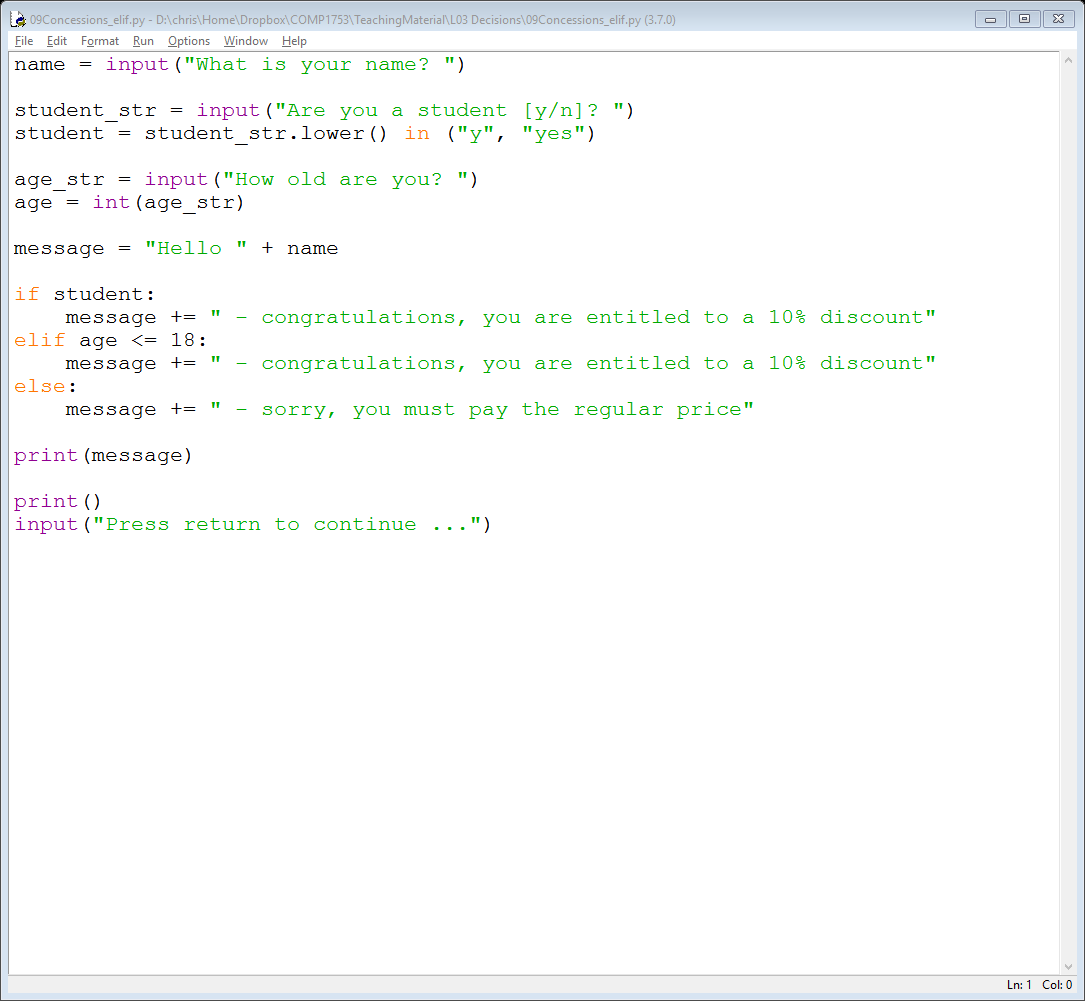 09Concessions_elif.py - D:\chris\Home\Dropbox\COMP1753\TeachingMaterial\L03 Decisions\09Concessions_elif.py (3.7.0)
File Edit Format Run Options Window Help
name = input("What is your name? ")

student_str = input("Are you a student [y/n]? ")
student = student_str.lower() in ("y", "yes")

age_str = input("How old are you? ")
age = int(age_str)

message = "Hello " + name

if student:
    message += " - congratulations, you are entitled to a 10% discount"
elif age <= 18:
    message += " - congratulations, you are entitled to a 10% discount"
else:
    message += " - sorry, you must pay the regular price"

print(message)

print()
input("Press return to continue ...")
Ln: 1 Col: 0